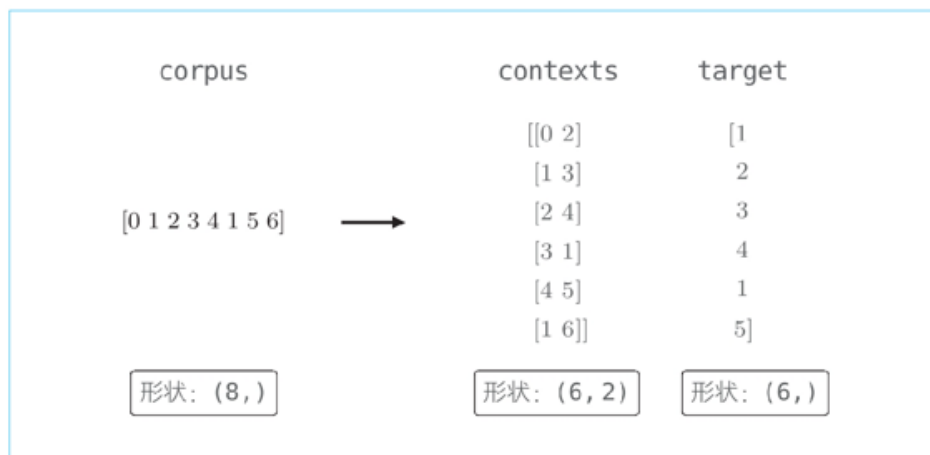 corpus contexts target
[[0 2] [1
[1 3] 2
[2 4] 3
[0 1 2 3 4 1 5 6]
[3 1] 4
[4 5] 1
[1 6]] 5]
形状: (8,) 形状: (6, 2) 形状: (6,)